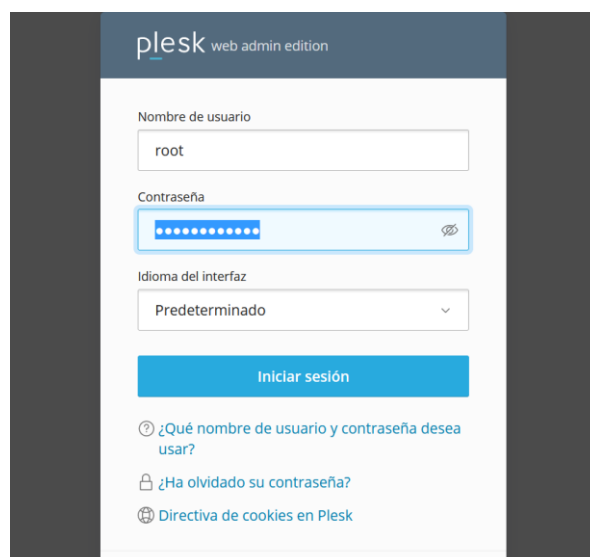 plesk web admin edition
Nombre de usuario
root
Contraseña
••••••••••••
Idioma del interfaz
Predeterminado
Iniciar sesión
¿Qué nombre de usuario y contraseña desea
usar?
¿Ha olvidado su contraseña?
Directiva de cookies en Plesk